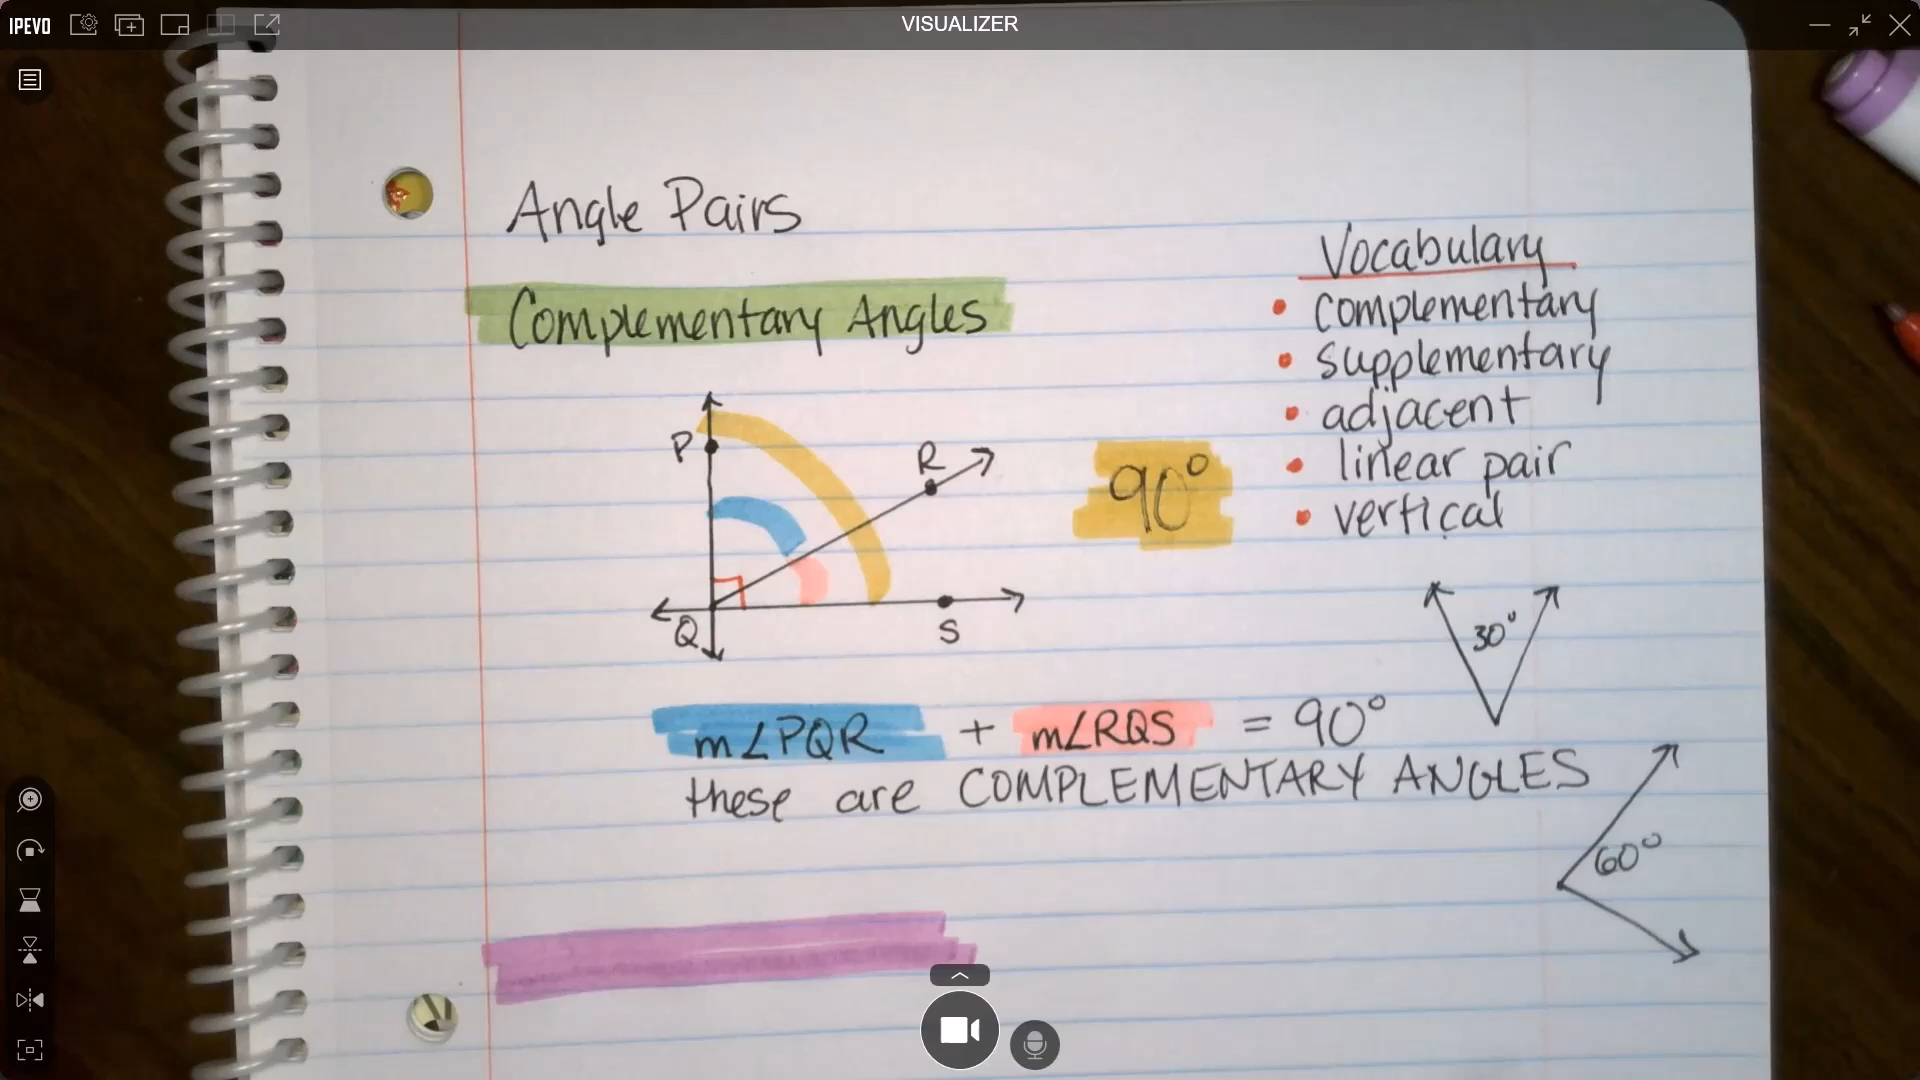 IPEVO
VISUALIZER
Angle Pairs
Complementary Angles
P
R
Q
S
90°
Vocabulary
• complementary
• supplementary
• adjacent
• linear pair
• vertical
30°
m∠PQR + m∠RQS = 90°
these are COMPLEMENTARY ANGLES
60°